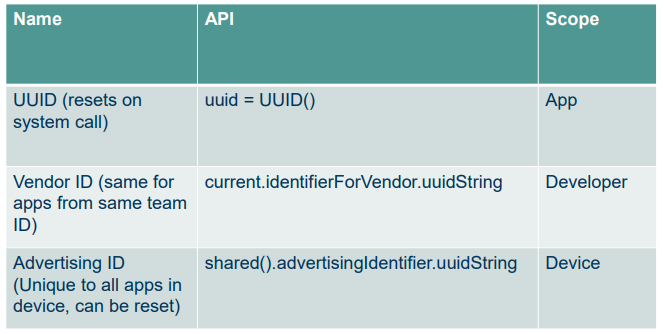 Name
API
Scope
UUID (resets on
system call)
uuid = UUID()
App
Vendor ID (same for
apps from same team
ID)
current.identifierForVendor.uuidString
Developer
Advertising ID
(Unique to all apps in
device, can be reset)
shared().advertisingIdentifier.uuidString
Device